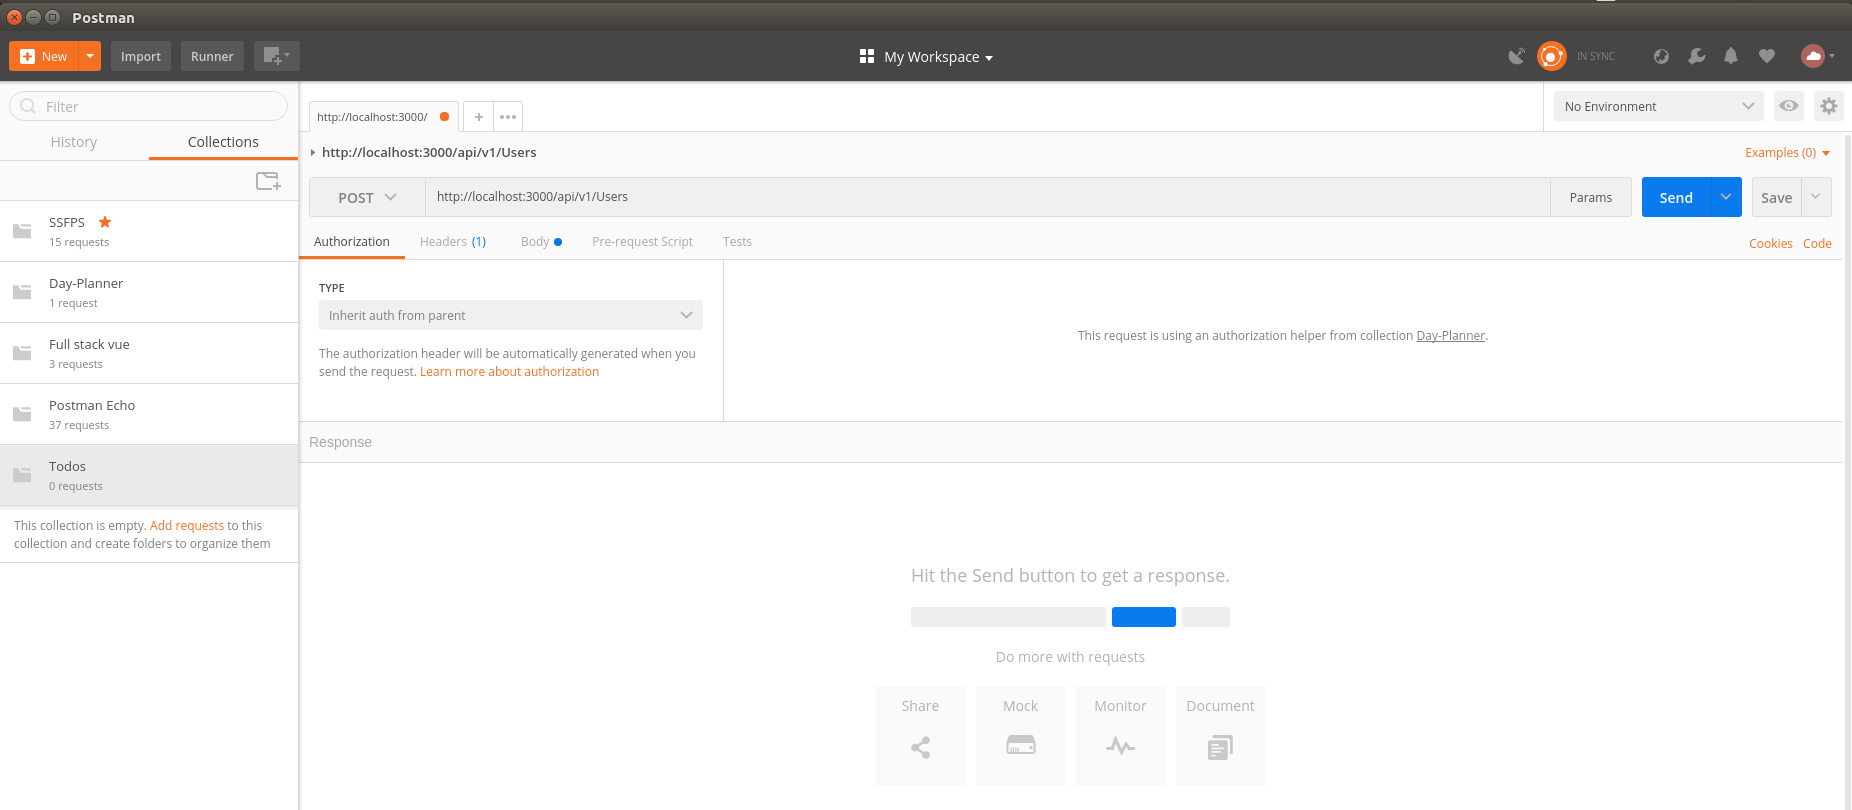 Postman
New
Import
Runner
My Workspace
IN SYNC
Filter
History
Collections
SSFPS
15 requests
Day-Planner
1 request
Full stack vue
3 requests
Postman Echo
37 requests
Todos
0 requests
This collection is empty. Add requests to this
collection and create folders to organize them
http://localhost:3000/
No Environment
http://localhost:3000/api/v1/Users
Examples (0)
POST
http://localhost:3000/api/v1/Users
Params
Send
Save
Authorization
Headers (1)
Body
Pre-request Script
Tests
Cookies
Code
TYPE
Inherit auth from parent
The authorization header will be automatically generated when you
send the request. Learn more about authorization
This request is using an authorization helper from collection Day-Planner.
Response
Hit the Send button to get a response.
Do more with requests
Share
Mock
Monitor
Document